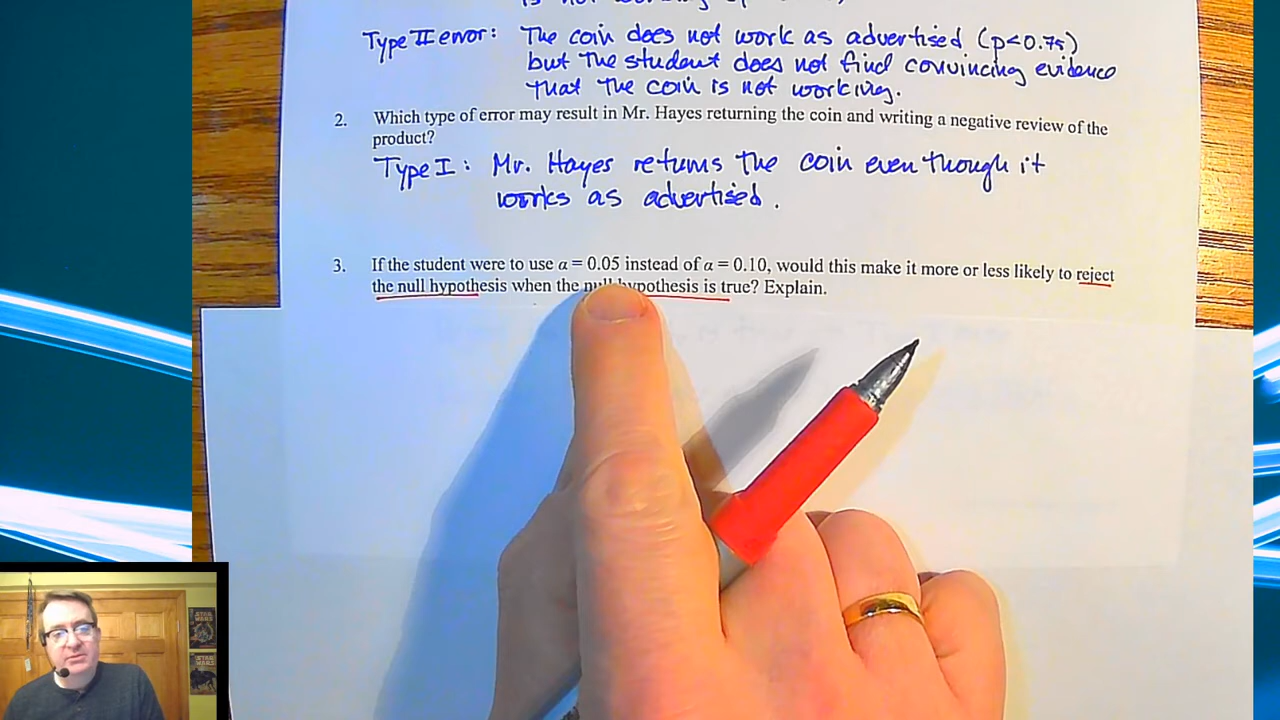 Type II error: The coin does not work as advertised (p<0.75)
but the student does not find convincing evidence
that the coin is not working.
2. Which type of error may result in Mr. Hayes returning the coin and writing a negative review of the
product?
Type I: Mr. Hayes returns the coin even though it
works as advertised.
3. If the student were to use α = 0.05 instead of α = 0.10, would this make it more or less likely to reject
the null hypothesis when the null hypothesis is true? Explain.
STAR
WARS
STAR
WARS